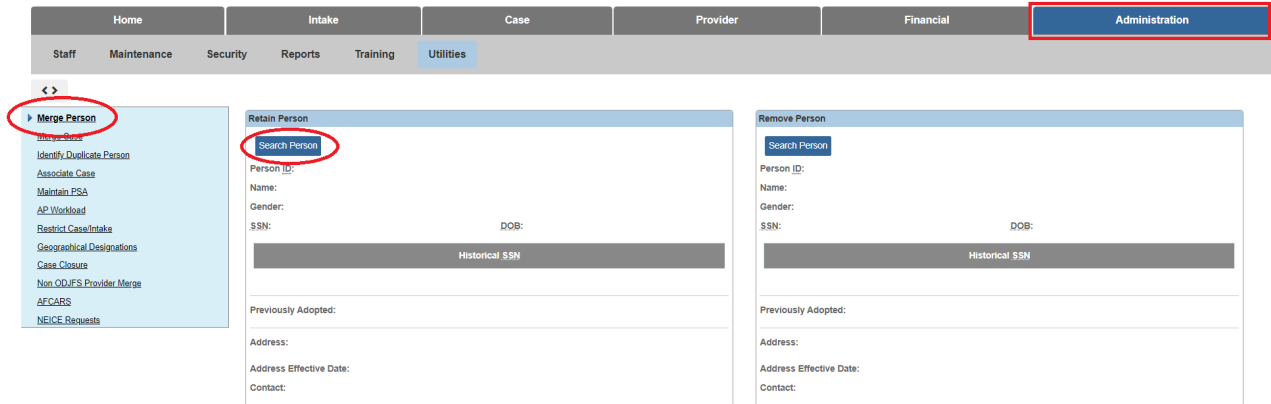 Home Intake Case Provider Financial Administration
Staff Maintenance Security Reports Training Utilities
Merge Person
Merge Case
Identify Duplicate Person
Associate Case
Maintain PSA
AP Workload
Restrict Case/Intake
Geographical Designations
Case Closure
Non ODJFS Provider Merge
AFCARS
NEICE Requests
Retain Person
Search Person
Person ID:
Name:
Gender:
SSN: DOB:
Historical SSN
Previously Adopted:
Address:
Address Effective Date:
Contact:
Remove Person
Search Person
Person ID:
Name:
Gender:
SSN: DOB:
Historical SSN
Previously Adopted:
Address:
Address Effective Date:
Contact: